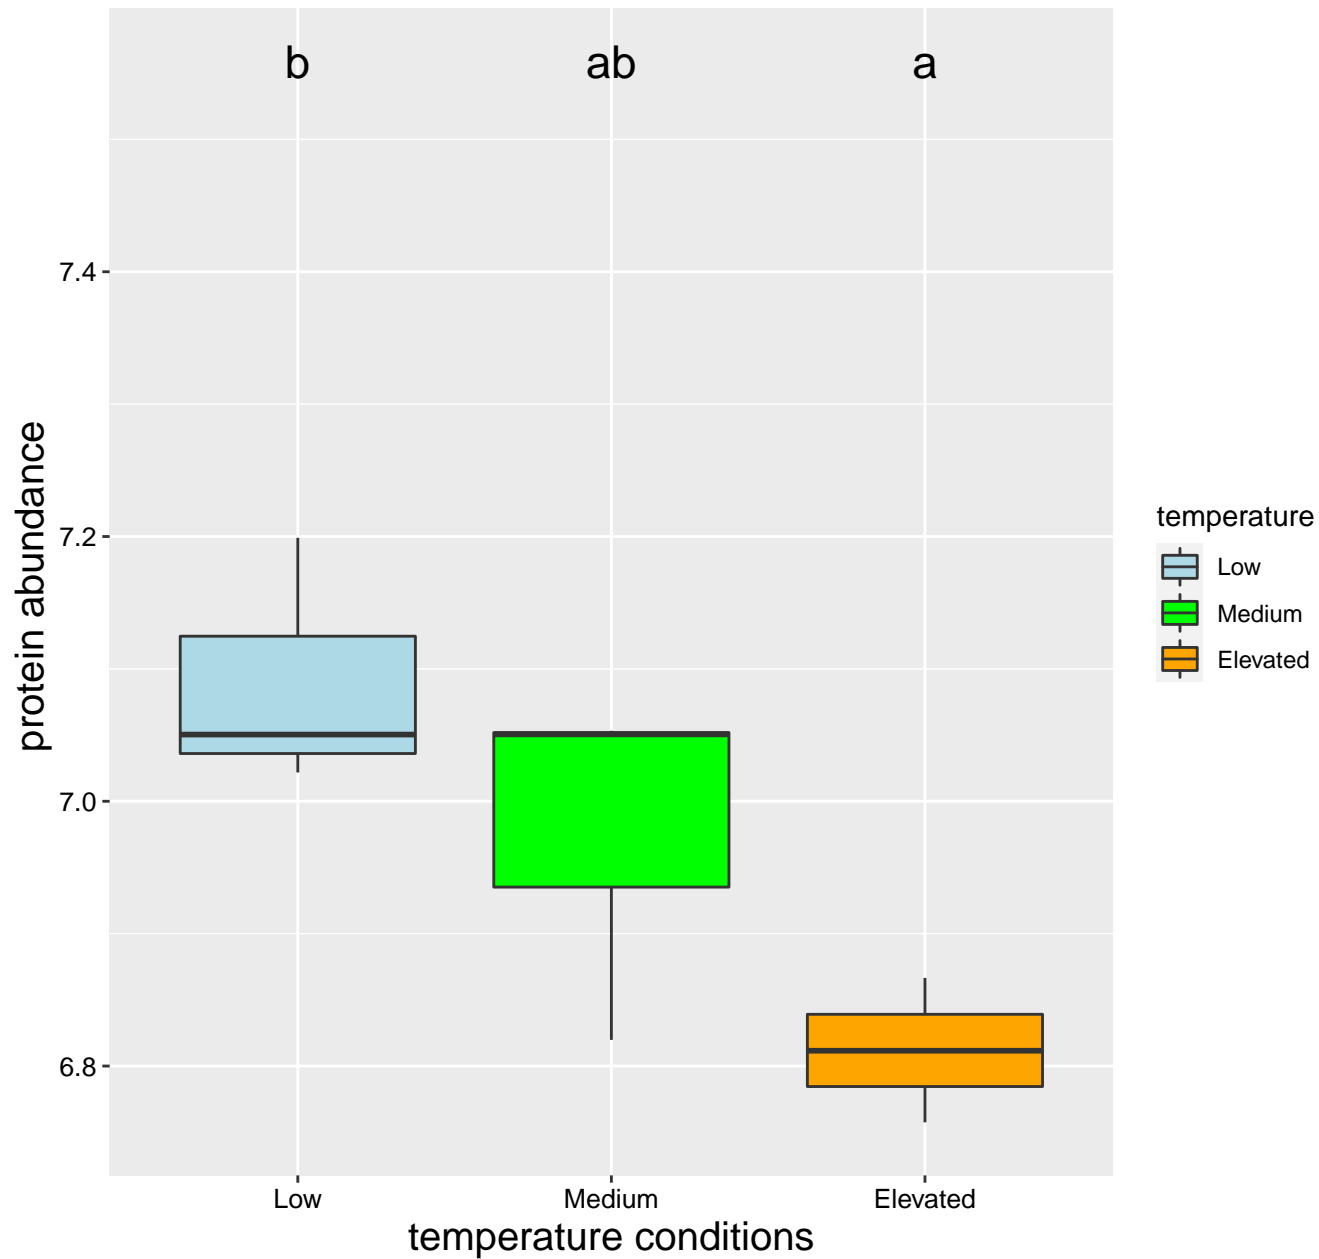 b ab a
7.4
7.2
7.0
6.8
protein abundance
Low Medium Elevated
temperature conditions
temperature
Low
Medium
Elevated